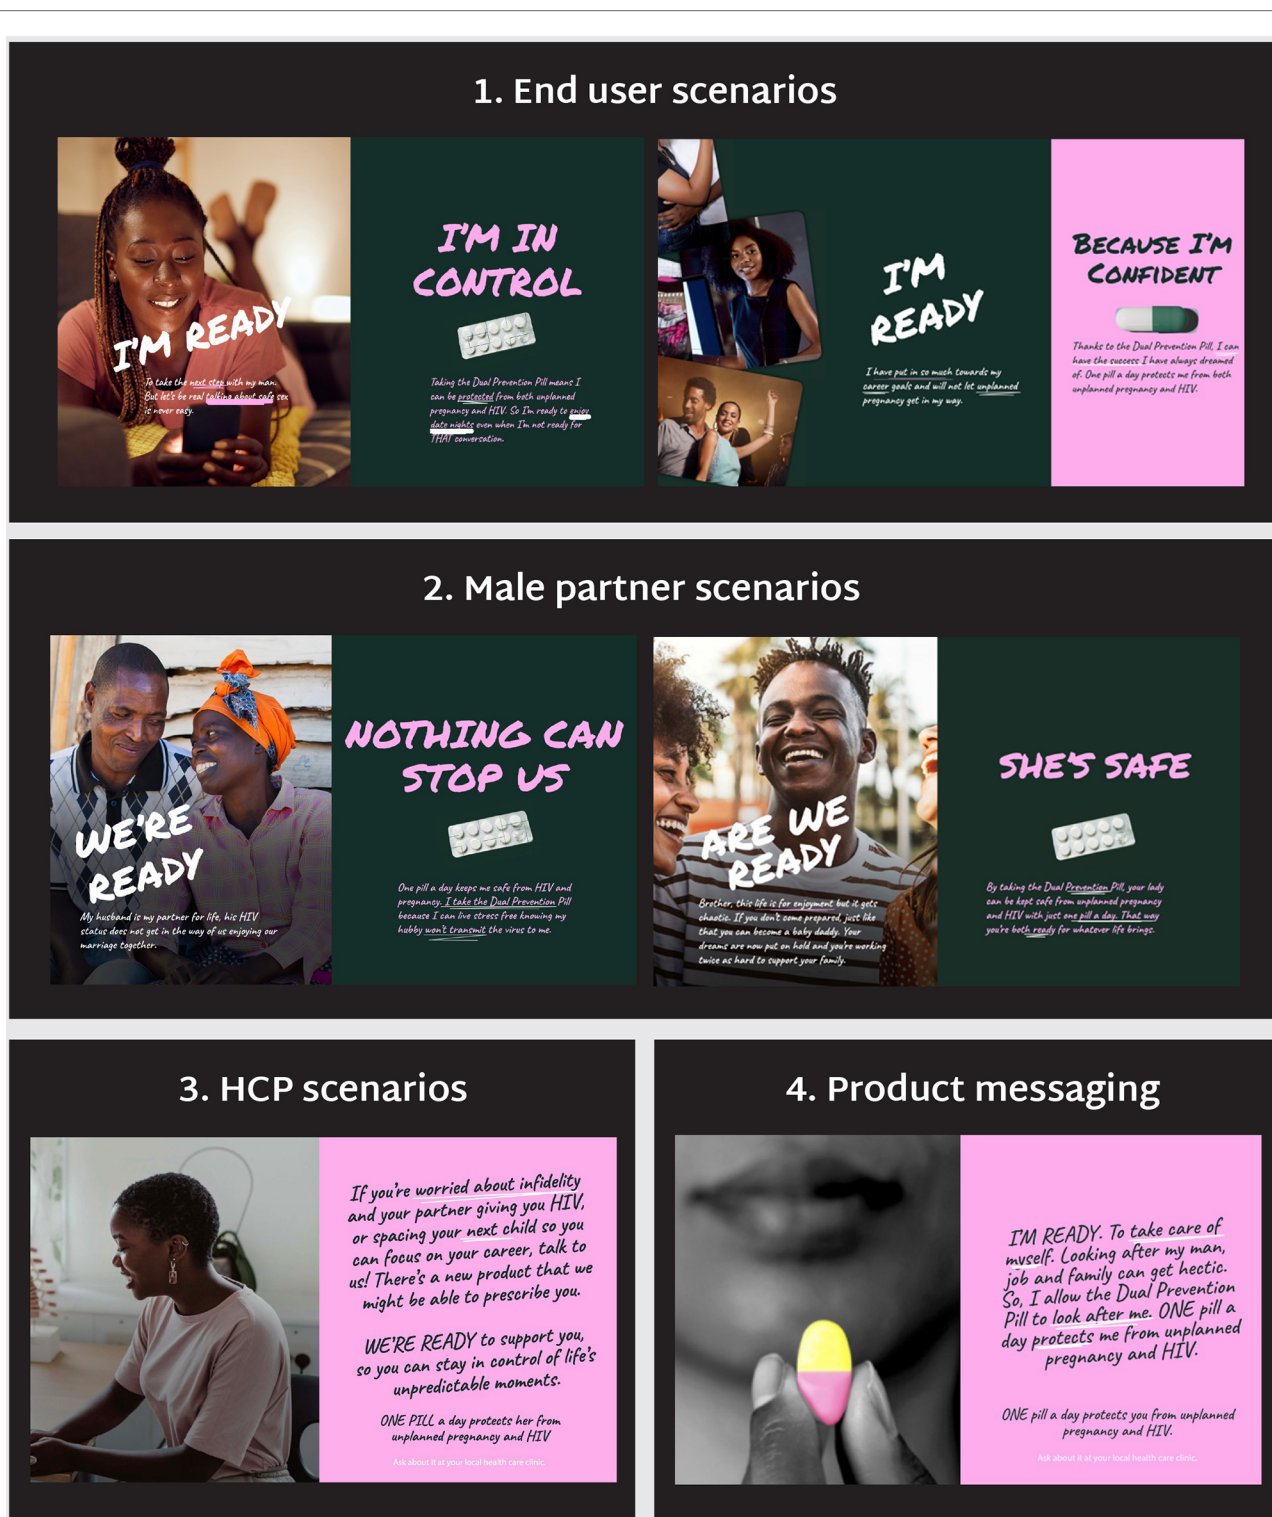 1. End user scenarios
I'M READY
To take the next step with my man.
But let's be real talking about safe sex
is never easy.
I'M IN
CONTROL
Taking the Dual Prevention Pill means I
can be protected from both unplanned
pregnancy and HIV. So I'm ready to enjoy
date nights even when I'm not ready for
THAT conversation.
I'M
READY
I have put in so much towards my
career goals and will not let unplanned
pregnancy get in my way.
BECAUSE I'M
CONFIDENT
Thanks to the Dual Prevention Pill, I can
have the success I have always dreamed
of. One pill a day protects me from both
unplanned pregnancy and HIV.
2. Male partner scenarios
WE'RE
READY
My husband is my partner for life, his HIV
status does not get in the way of us enjoying our
marriage together.
NOTHING CAN
STOP US
One pill a day keeps me safe from HIV and
pregnancy. I take the Dual Prevention Pill
because I can live stress free knowing my
hubby won't transmit the virus to me.
ARE WE
READY
Brother, this life is for enjoyment but it gets
chaotic. If you don't come prepared, just like
that you can become a baby daddy. Your
dreams are now put on hold and you're working
twice as hard to support your family.
SHE'S SAFE
By taking the Dual Prevention Pill, your lady
can be kept safe from unplanned pregnancy
and HIV with just one pill a day. That way
you're both ready for whatever life brings.
3. HCP scenarios
If you're worried about infidelity
and your partner giving you HIV,
or spacing your next child so you
can focus on your career, talk to
us! There's a new product that we
might be able to prescribe you.
WE'RE READY to support you,
so you can stay in control of life's
unpredictable moments.
ONE PILL a day protects her from
unplanned pregnancy and HIV
Ask about it at your local health care clinic.
4. Product messaging
I'M READY. To take care of
myself. Looking after my man,
job and family can get hectic.
So, I allow the Dual Prevention
Pill to look after me. ONE pill a
day protects me from unplanned
pregnancy and HIV.
ONE pill a day protects you from unplanned
pregnancy and HIV.
Ask about it at your local health care clinic.